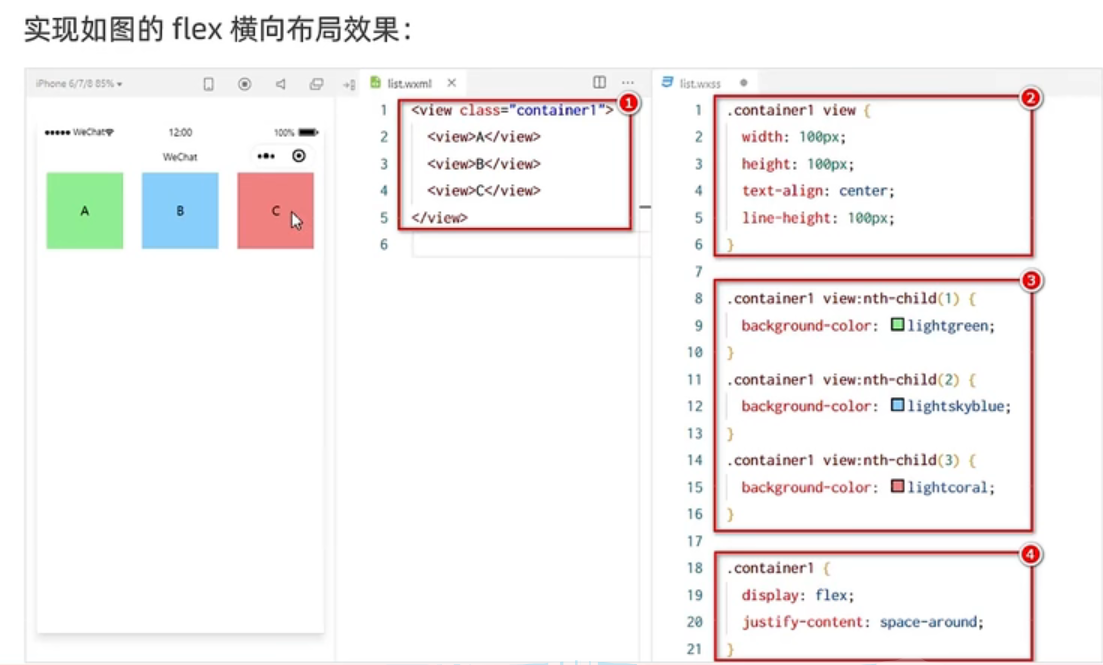 实现如图的 flex 横向布局效果：
iPhone 6/7/8 85%
list.wxml
list.wxss
WeChat
12:00
100%
WeChat
A
B
C
1
1 <view class="container1">
2 <view>A</view>
3 <view>B</view>
4 <view>C</view>
5 </view>
6
2
1 .container1 view {
2 width: 100px;
3 height: 100px;
4 text-align: center;
5 line-height: 100px;
6 }
7
3
8 .container1 view:nth-child(1) {
9 background-color: lightgreen;
10 }
11 .container1 view:nth-child(2) {
12 background-color: lightskyblue;
13 }
14 .container1 view:nth-child(3) {
15 background-color: lightcoral;
16 }
17
4
18 .container1 {
19 display: flex;
20 justify-content: space-around;
21 }